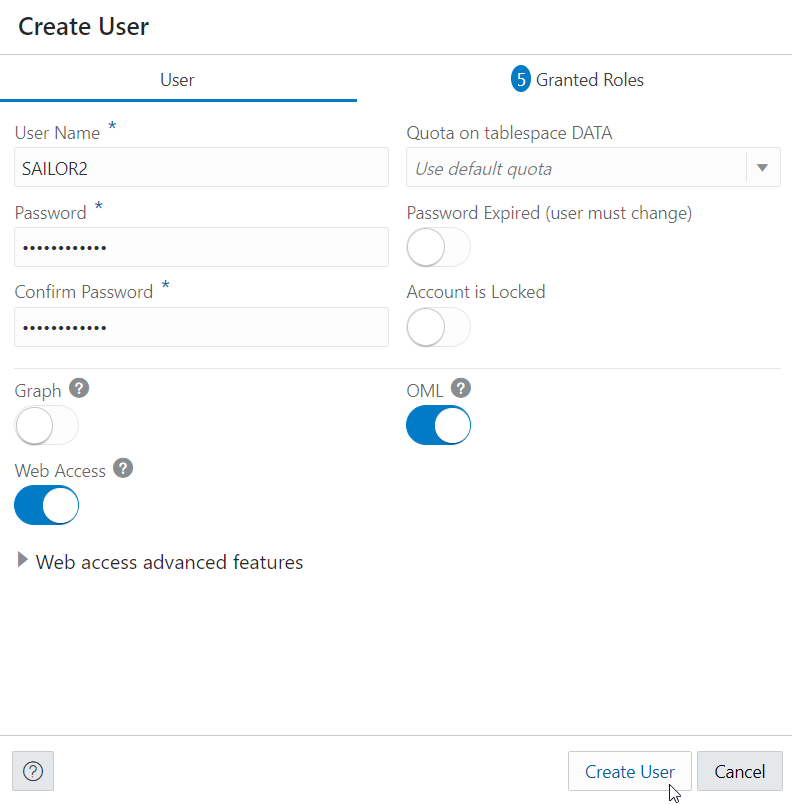 Create User
User
5 Granted Roles
User Name *
Quota on tablespace DATA
SAILOR2
Use default quota
Password *
Password Expired (user must change)
••••••••••••
Confirm Password *
Account is Locked
••••••••••••
Graph ?
OML ?
Web Access ?
Web access advanced features
?
Create User
Cancel